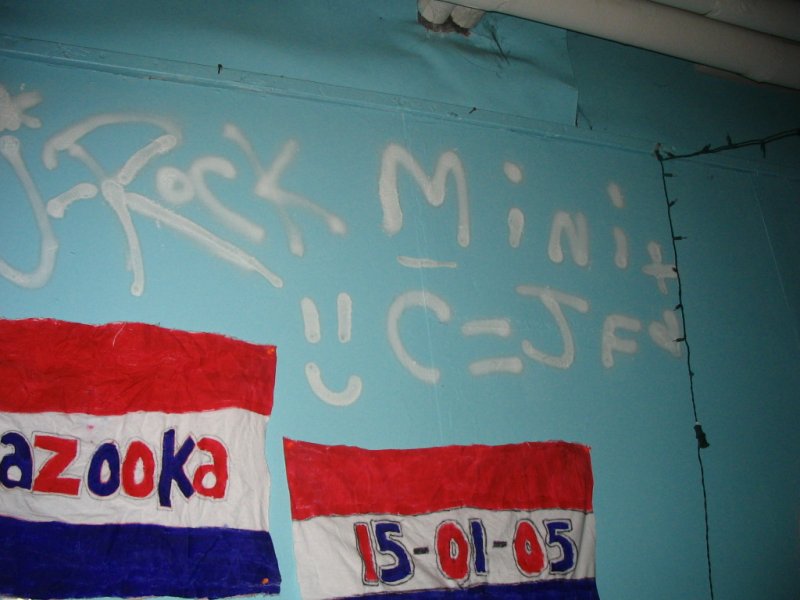 J-Rock Mini+
C=JF
azooka
15-01-05